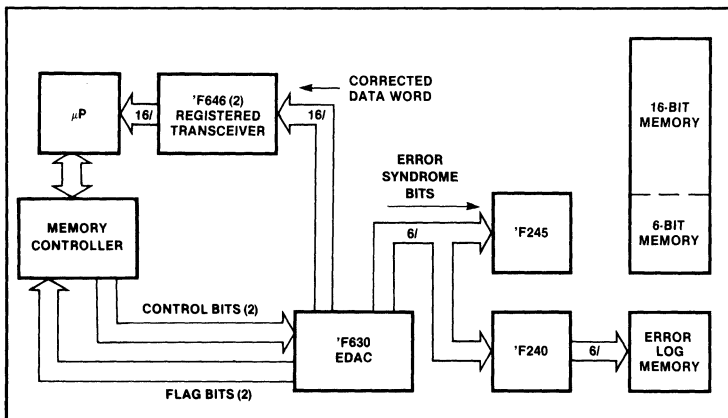 µP
'F646 (2)
REGISTERED
TRANSCEIVER
16/
16/
CORRECTED
DATA WORD
16-BIT
MEMORY
6-BIT
MEMORY
ERROR
SYNDROME
BITS
6/
'F245
MEMORY
CONTROLLER
CONTROL BITS (2)
'F630
EDAC
'F240
6/
ERROR
LOG
MEMORY
FLAG BITS (2)